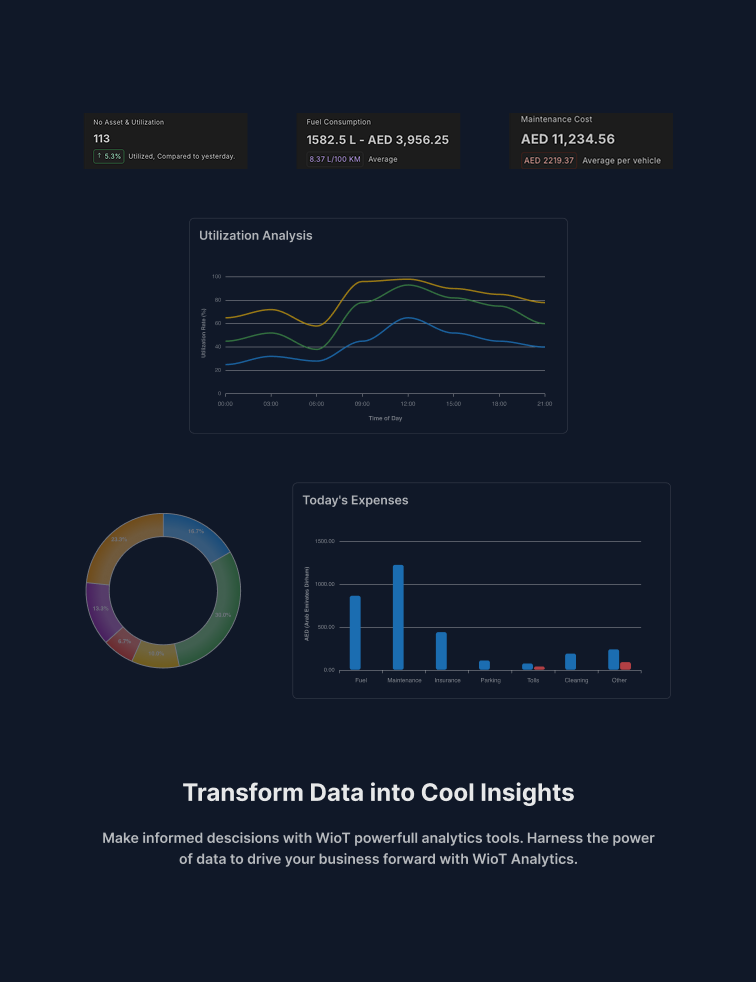 No Asset & Utilization
113
↑ 5.3% Utilized, Compared to yesterday.
Fuel Consumption
1582.5 L - AED 3,956.25
8.37 L/100 KM Average
Maintenance Cost
AED 11,234.56
AED 2219.37 Average per vehicle
Utilization Analysis
100
80
60
40
20
0
Utilization Rate (%)
00:00 03:00 06:00 09:00 12:00 15:00 18:00 21:00
Time of Day
16.7%
13.3%
6.7%
Today's Expenses
1500.00
1000.00
500.00
0.00
AED (Arab Emirates Dirham)
Fuel Maintenance Insurance Parking Tolls Cleaning Other
Transform Data into Cool Insights
Make informed descisions with WioT powerfull analytics tools. Harness the power
of data to drive your business forward with WioT Analytics.